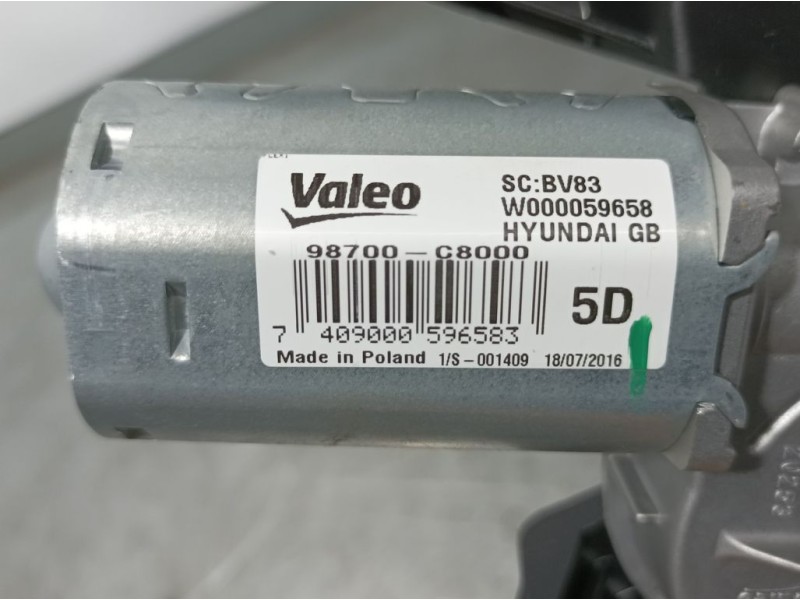 Valeo
SC:BV83
W000059658
HYUNDAI GB
98700-C8000
5D
7 409000 596583
Made in Poland 1/S-001409 18/07/2016